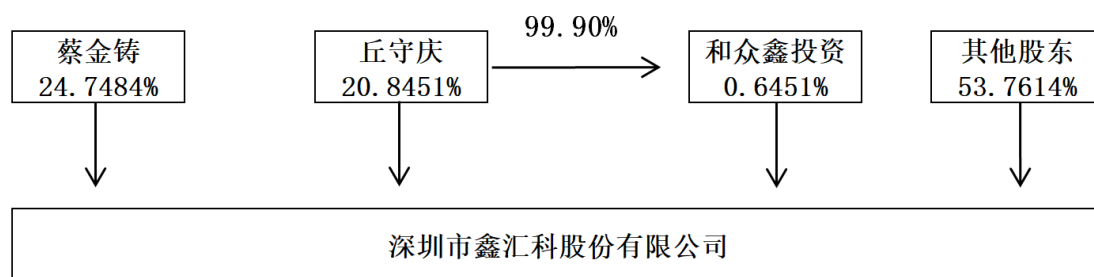 99.90%
蔡金铸
24.7484%
丘守庆
20.8451%
和众鑫投资
0.6451%
其他股东
53.7614%
深圳市鑫汇科股份有限公司